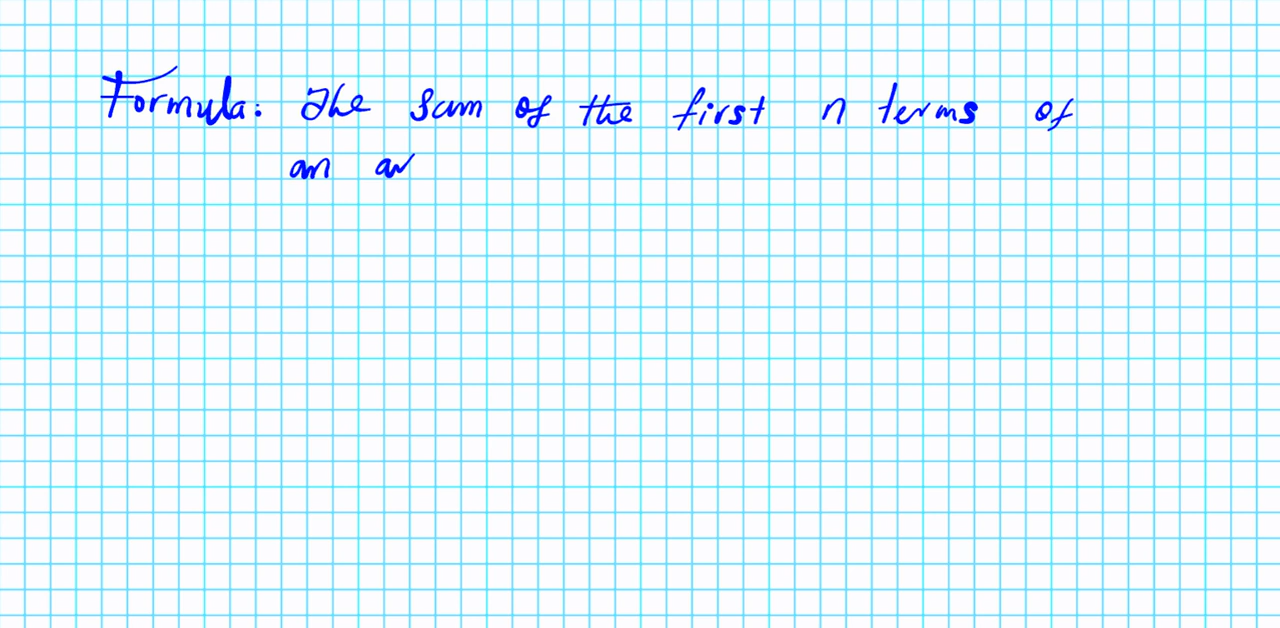 Formula: The sum of the first n terms of
an ar